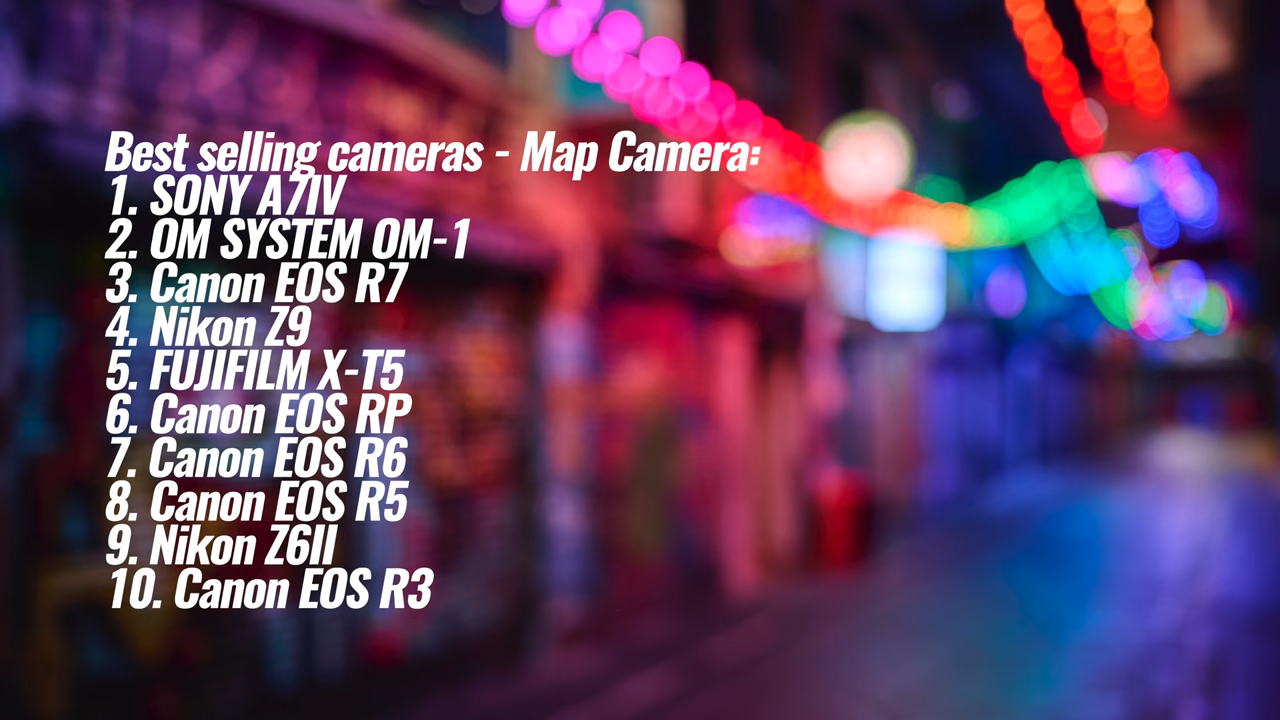 Best selling cameras - Map Camera:
1. SONY A7IV
2. OM SYSTEM OM-1
3. Canon EOS R7
4. Nikon Z9
5. FUJIFILM X-T5
6. Canon EOS RP
7. Canon EOS R6
8. Canon EOS R5
9. Nikon Z6II
10. Canon EOS R3